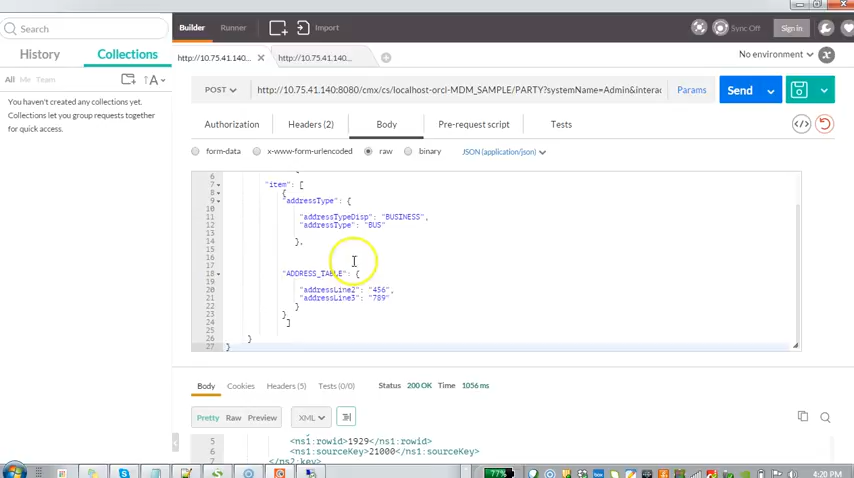 Builder Runner Import Sync Off Sign in
Search
History Collections
http://10.75.41.140... × http://10.75.41.140...
No environment
All Me Team
A
You haven't created any collections yet.
Collections let you group requests together
for quick access.
POST http://10.75.41.140:8080/cmx/cs/localhost-orcl-MDM_SAMPLE/PARTY?systemName=Admin&interac Params Send
Authorization Headers (2) Body Pre-request script Tests
form-data x-www-form-urlencoded raw binary JSON (application/json)
6
7 "item": [
8 {
9 "addressType": {
10
11 "addressTypeDisp": "BUSINESS",
12 "addressType": "BUS"
13
14 },
15
16
17
18 "ADDRESS_TABLE": {
19
20 "addressLine2": "456",
21 "addressLine3": "789"
22 }
23 }
24 ]
25
26 }
27 }
Body Cookies Headers (5) Tests (0/0) Status 200 OK Time 1056 ms
Pretty Raw Preview XML
5 <ns1:rowid>1929</ns1:rowid>
6 <ns1:sourceKey>21000</ns1:sourceKey>
7 </ns2:key>
77% 4:20 PM